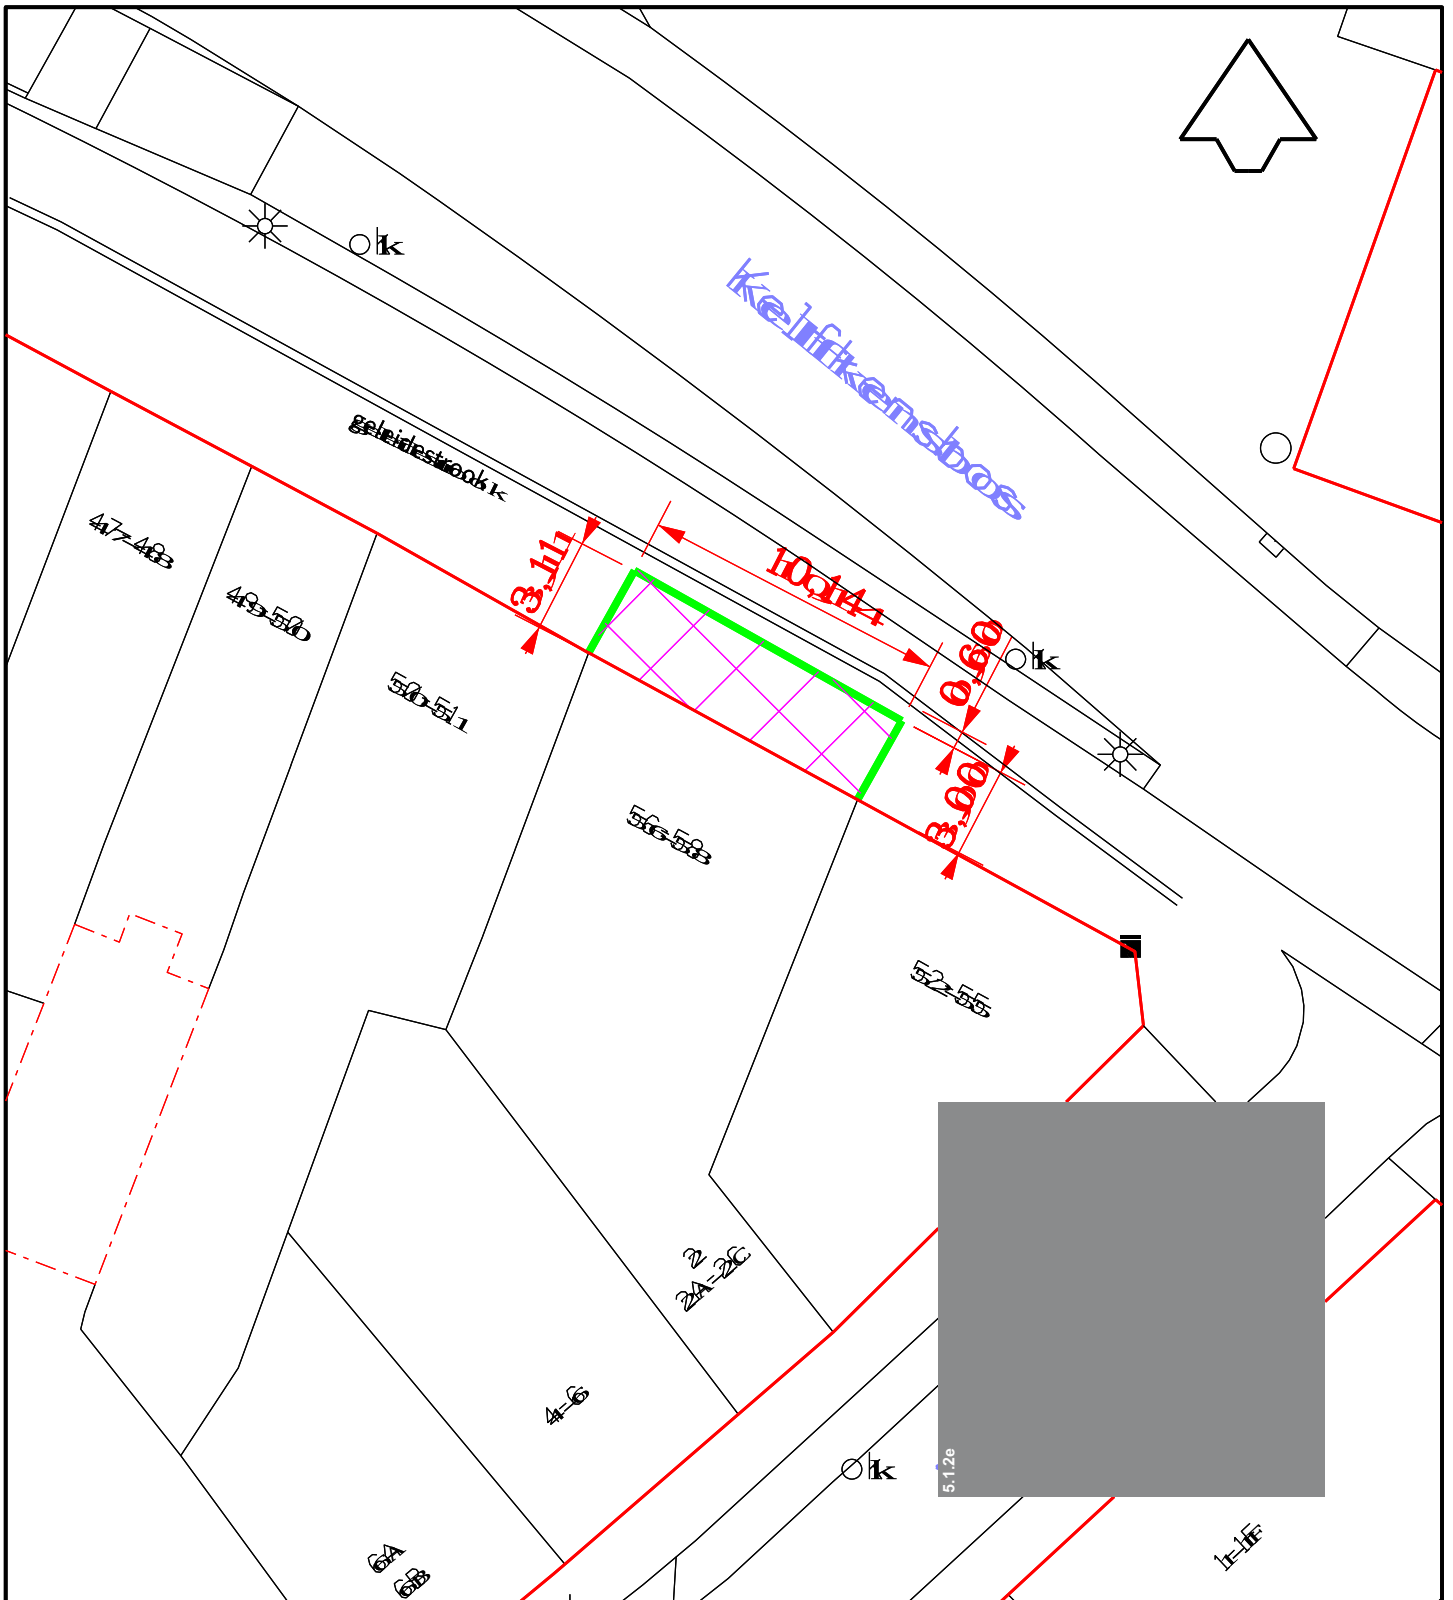 k
Kelfkensbos
geleidestrook
47-48
3,11
10,14
49-50
0,60
k
50-51
3,00
56-58
52-55
2
2A-2C
4-6
k
5.1.2e
1-1F
6A
6B